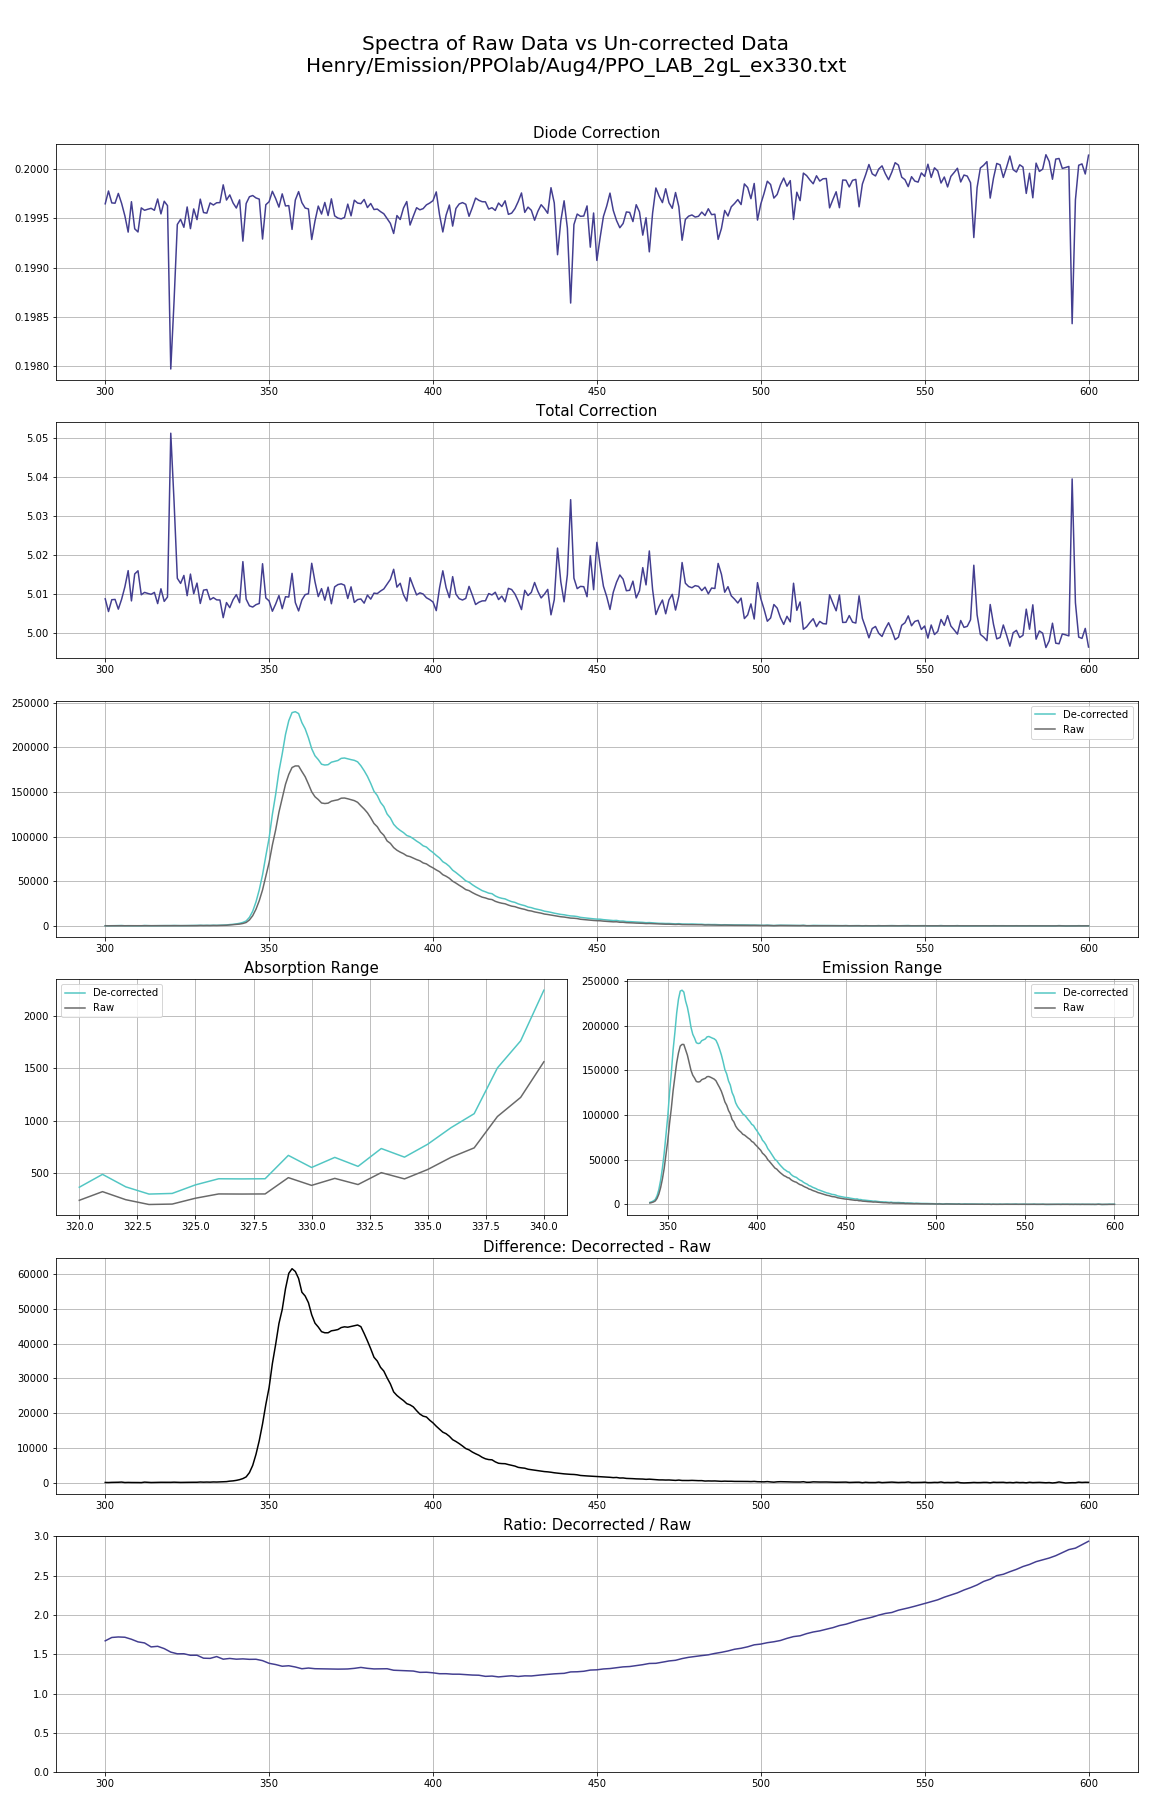 Spectra of Raw Data vs Un-corrected Data
Henry/Emission/PPOlab/Aug4/PPO_LAB_2gL_ex330.txt
Diode Correction
0.2000
0.1995
0.1990
0.1985
0.1980
300 350 400 450 500 550 600
Total Correction
5.05
5.04
5.03
5.02
5.01
5.00
300 350 400 450 500 550 600
250000
200000
150000
100000
50000
0
De-corrected
Raw
300 350 400 450 500 550 600
Absorption Range
2000
1500
1000
500
De-corrected
Raw
320.0 322.5 325.0 327.5 330.0 332.5 335.0 337.5 340.0
Emission Range
250000
200000
150000
100000
50000
0
De-corrected
Raw
350 400 450 500 550 600
Difference: Decorrected - Raw
60000
50000
40000
30000
20000
10000
0
300 350 400 450 500 550 600
Ratio: Decorrected / Raw
3.0
2.5
2.0
1.5
1.0
0.5
0.0
300 350 400 450 500 550 600